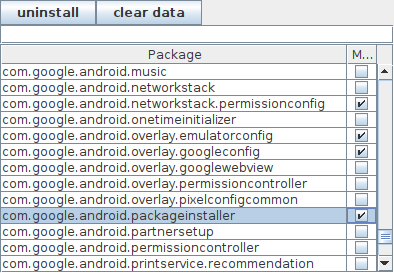 uninstall clear data
Package M...
com.google.android.music
com.google.android.networkstack
com.google.android.networkstack.permissionconfig
com.google.android.onetimeinitializer
com.google.android.overlay.emulatorconfig
com.google.android.overlay.googleconfig
com.google.android.overlay.googlewebview
com.google.android.overlay.permissioncontroller
com.google.android.overlay.pixelconfigcommon
com.google.android.packageinstaller
com.google.android.partnersetup
com.google.android.permissioncontroller
com.google.android.printservice.recommendation